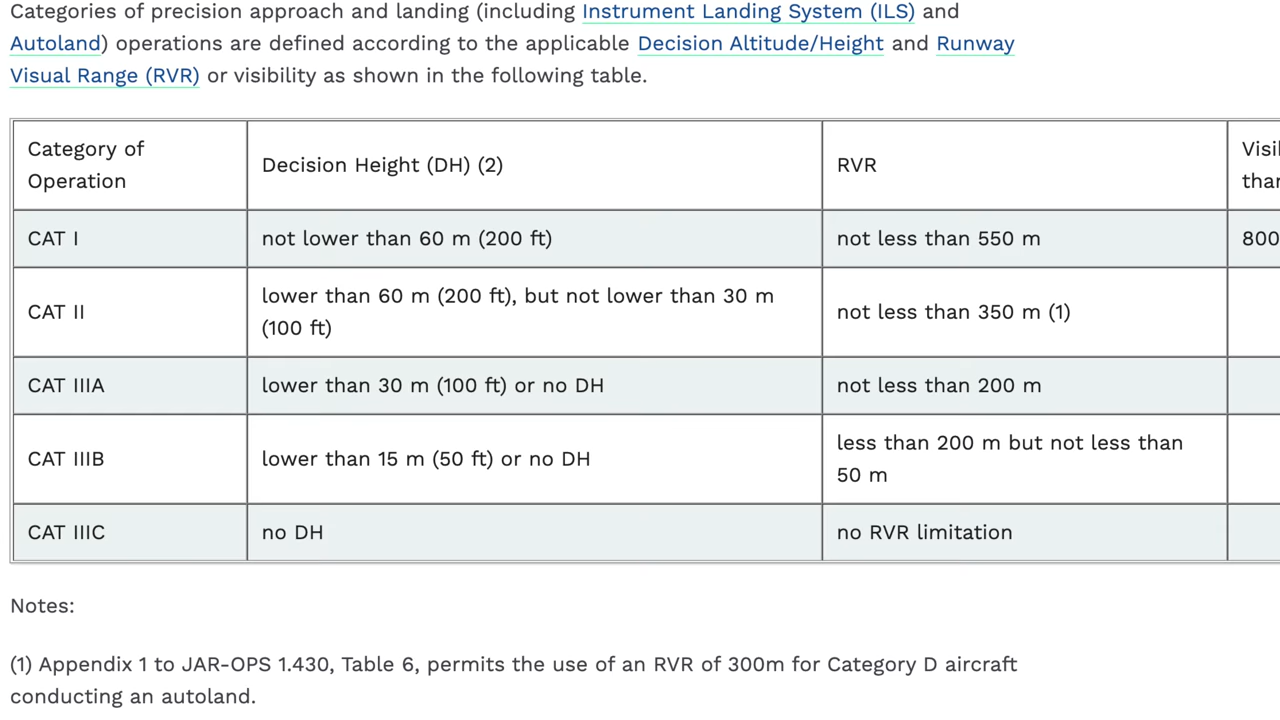 Categories of precision approach and landing (including Instrument Landing System (ILS) and
Autoland) operations are defined according to the applicable Decision Altitude/Height and Runway
Visual Range (RVR) or visibility as shown in the following table.
Category of
Operation
Decision Height (DH) (2)
RVR
CAT I
not lower than 60 m (200 ft)
not less than 550 m
800
CAT II
lower than 60 m (200 ft), but not lower than 30 m
(100 ft)
not less than 350 m (1)
CAT IIIA
lower than 30 m (100 ft) or no DH
not less than 200 m
CAT IIIB
lower than 15 m (50 ft) or no DH
less than 200 m but not less than
50 m
CAT IIIC
no DH
no RVR limitation
Notes:
(1) Appendix 1 to JAR-OPS 1.430, Table 6, permits the use of an RVR of 300m for Category D aircraft
conducting an autoland.